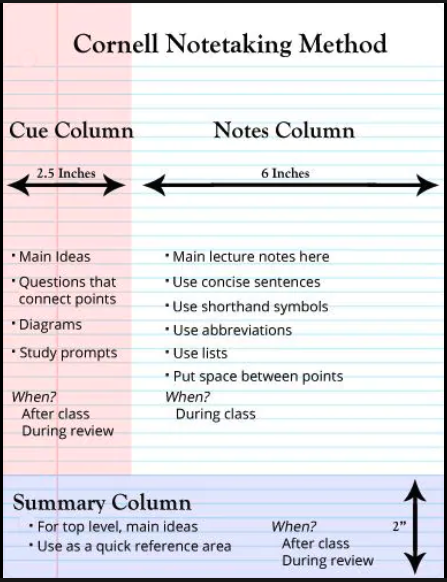 Cornell Notetaking Method
Cue Column
2.5 Inches
• Main Ideas
• Questions that
connect points
• Diagrams
• Study prompts
When?
After class
During review
Notes Column
6 Inches
• Main lecture notes here
• Use concise sentences
• Use shorthand symbols
• Use abbreviations
• Use lists
• Put space between points
When?
During class
Summary Column
• For top level, main ideas
• Use as a quick reference area
When?
After class
During review
2”